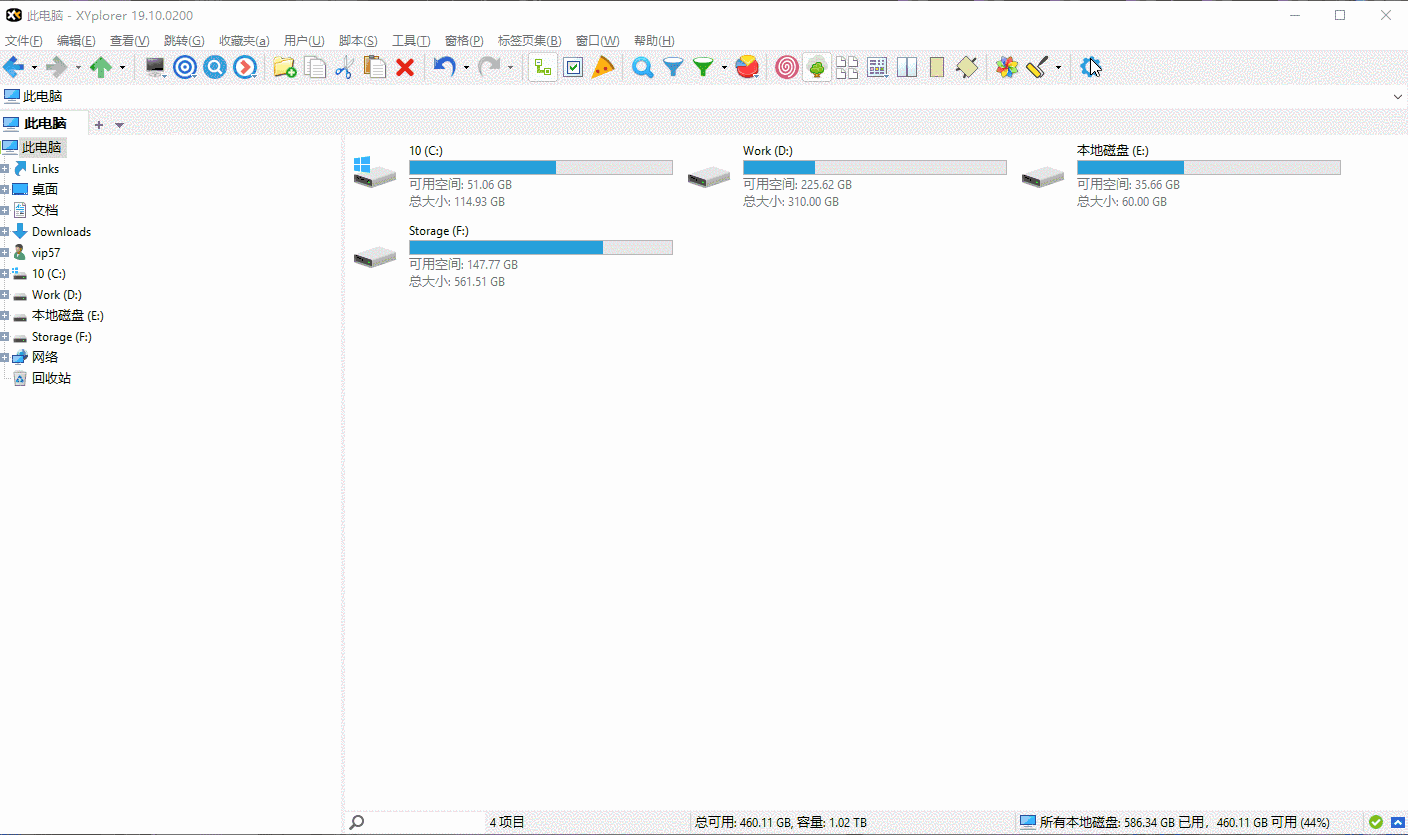 此电脑 - XYplorer 19.10.0200
文件(F) 编辑(E) 查看(V) 跳转(G) 收藏夹(a) 用户(U) 脚本(S) 工具(T) 窗格(P) 标签页集(B) 窗口(W) 帮助(H)
此电脑
此电脑
此电脑
Links
桌面
文档
Downloads
vip57
10 (C:)
Work (D:)
本地磁盘 (E:)
Storage (F:)
网络
回收站
10 (C:)
可用空间: 51.06 GB
总大小: 114.93 GB
Work (D:)
可用空间: 225.62 GB
总大小: 310.00 GB
本地磁盘 (E:)
可用空间: 35.66 GB
总大小: 60.00 GB
Storage (F:)
可用空间: 147.77 GB
总大小: 561.51 GB
4 项目
总可用: 460.11 GB, 容量: 1.02 TB
所有本地磁盘: 586.34 GB 已用，460.11 GB 可用 (44%)